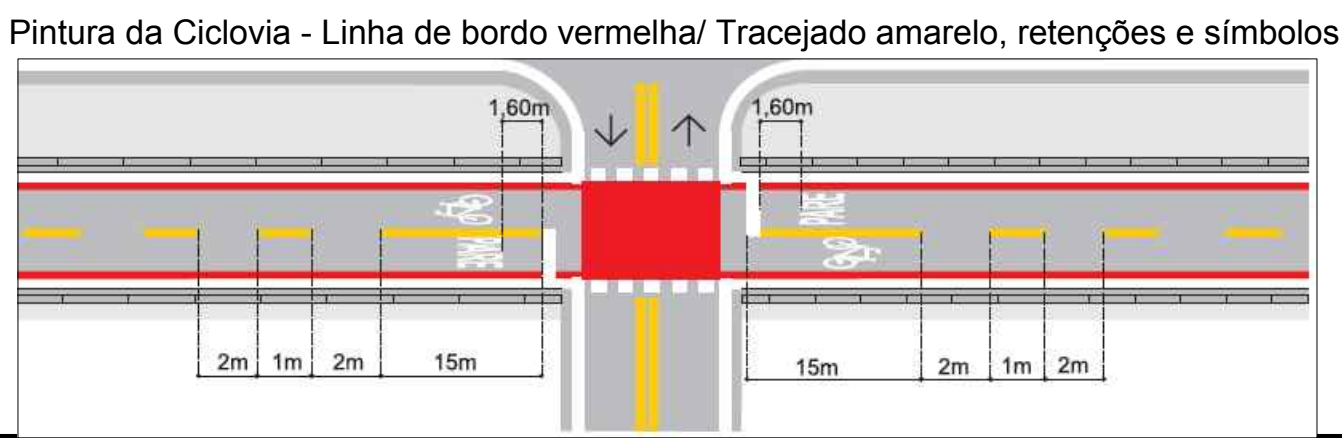 Pintura da Ciclovia - Linha de bordo vermelha/ Tracejado amarelo, retenções e símbolos
1,60m
1,60m
PARE
PARE
2m
1m
2m
15m
15m
2m
1m
2m